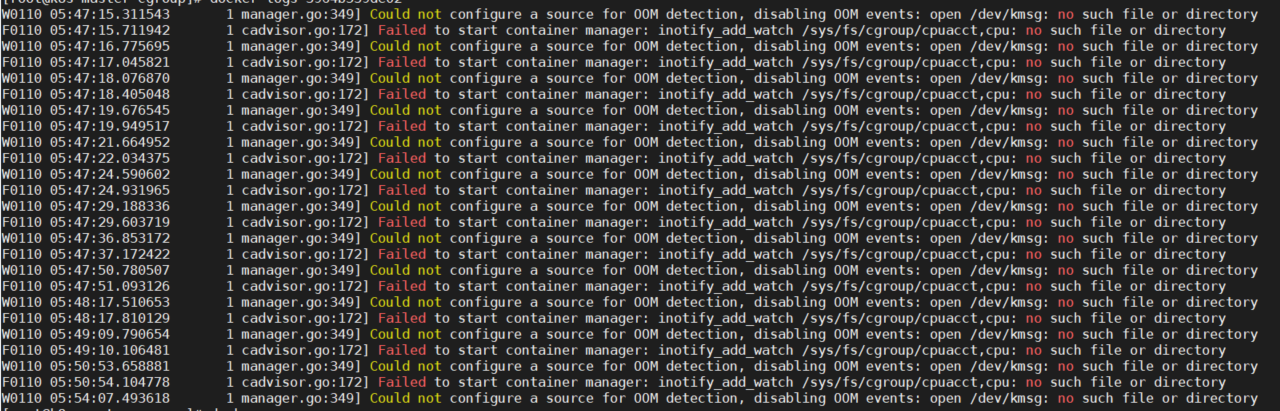 W0110 05:47:15.311543 1 manager.go:349] Could not configure a source for OOM detection, disabling OOM events: open /dev/kmsg: no such file or directory
F0110 05:47:15.711942 1 cadvisor.go:172] Failed to start container manager: inotify_add_watch /sys/fs/cgroup/cpuacct,cpu: no such file or directory
W0110 05:47:16.775695 1 manager.go:349] Could not configure a source for OOM detection, disabling OOM events: open /dev/kmsg: no such file or directory
F0110 05:47:17.045821 1 cadvisor.go:172] Failed to start container manager: inotify_add_watch /sys/fs/cgroup/cpuacct,cpu: no such file or directory
W0110 05:47:18.076870 1 manager.go:349] Could not configure a source for OOM detection, disabling OOM events: open /dev/kmsg: no such file or directory
F0110 05:47:18.405048 1 cadvisor.go:172] Failed to start container manager: inotify_add_watch /sys/fs/cgroup/cpuacct,cpu: no such file or directory
W0110 05:47:19.676545 1 manager.go:349] Could not configure a source for OOM detection, disabling OOM events: open /dev/kmsg: no such file or directory
F0110 05:47:19.949517 1 cadvisor.go:172] Failed to start container manager: inotify_add_watch /sys/fs/cgroup/cpuacct,cpu: no such file or directory
W0110 05:47:21.664952 1 manager.go:349] Could not configure a source for OOM detection, disabling OOM events: open /dev/kmsg: no such file or directory
F0110 05:47:22.034375 1 cadvisor.go:172] Failed to start container manager: inotify_add_watch /sys/fs/cgroup/cpuacct,cpu: no such file or directory
W0110 05:47:24.590602 1 manager.go:349] Could not configure a source for OOM detection, disabling OOM events: open /dev/kmsg: no such file or directory
F0110 05:47:24.931965 1 cadvisor.go:172] Failed to start container manager: inotify_add_watch /sys/fs/cgroup/cpuacct,cpu: no such file or directory
W0110 05:47:29.188336 1 manager.go:349] Could not configure a source for OOM detection, disabling OOM events: open /dev/kmsg: no such file or directory
F0110 05:47:29.603719 1 cadvisor.go:172] Failed to start container manager: inotify_add_watch /sys/fs/cgroup/cpuacct,cpu: no such file or directory
W0110 05:47:36.853172 1 manager.go:349] Could not configure a source for OOM detection, disabling OOM events: open /dev/kmsg: no such file or directory
F0110 05:47:37.172422 1 cadvisor.go:172] Failed to start container manager: inotify_add_watch /sys/fs/cgroup/cpuacct,cpu: no such file or directory
W0110 05:47:50.780507 1 manager.go:349] Could not configure a source for OOM detection, disabling OOM events: open /dev/kmsg: no such file or directory
F0110 05:47:51.093126 1 cadvisor.go:172] Failed to start container manager: inotify_add_watch /sys/fs/cgroup/cpuacct,cpu: no such file or directory
W0110 05:48:17.510653 1 manager.go:349] Could not configure a source for OOM detection, disabling OOM events: open /dev/kmsg: no such file or directory
F0110 05:48:17.810129 1 cadvisor.go:172] Failed to start container manager: inotify_add_watch /sys/fs/cgroup/cpuacct,cpu: no such file or directory
W0110 05:49:09.790654 1 manager.go:349] Could not configure a source for OOM detection, disabling OOM events: open /dev/kmsg: no such file or directory
F0110 05:49:10.106481 1 cadvisor.go:172] Failed to start container manager: inotify_add_watch /sys/fs/cgroup/cpuacct,cpu: no such file or directory
W0110 05:50:53.658881 1 manager.go:349] Could not configure a source for OOM detection, disabling OOM events: open /dev/kmsg: no such file or directory
F0110 05:50:54.104778 1 cadvisor.go:172] Failed to start container manager: inotify_add_watch /sys/fs/cgroup/cpuacct,cpu: no such file or directory
W0110 05:54:07.493618 1 manager.go:349] Could not configure a source for OOM detection, disabling OOM events: open /dev/kmsg: no such file or directory